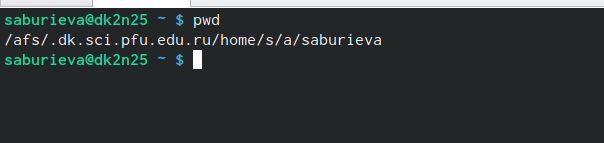 saburieva@dk2n25 ~ $ pwd
/afs/.dk.sci.pfu.edu.ru/home/s/a/saburieva
saburieva@dk2n25 ~ $